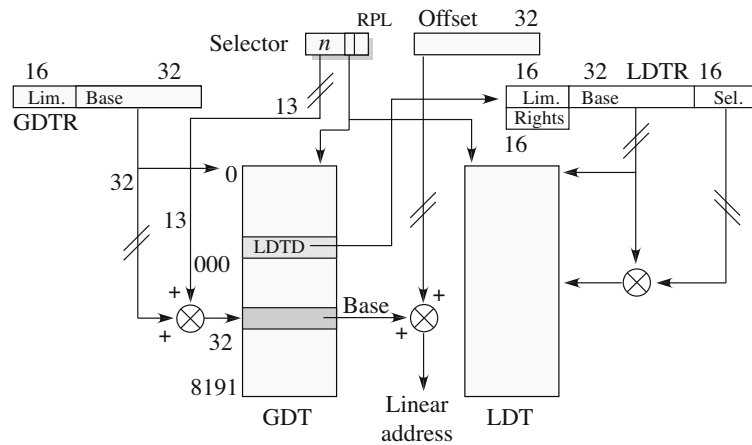 RPL
Offset 32
Selector n
16 32
16 32 LDTR 16
Lim. Base
Lim. Base Sel.
GDTR
13
Rights
16
0
32
13
LDTD
000
+
+
Base
+
+
32
8191
GDT
Linear
address
LDT